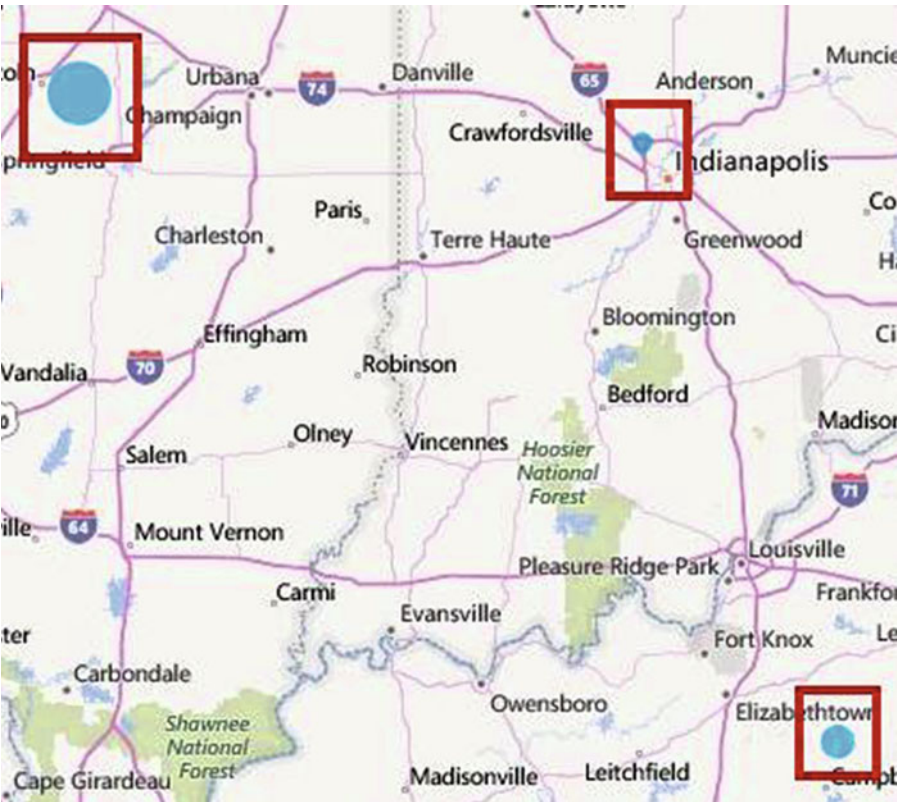 Urbana
74
Danville
65
Anderson
Muncie
Champaign
Crawfordsville
Indianapolis
Paris
Charleston
Terre Haute
Greenwood
Effingham
Bloomington
Vandalia
70
Robinson
Bedford
Olney
Vincennes
Salem
Hoosier
National
Forest
71
64
Mount Vernon
Louisville
Pleasure Ridge Park
Carmi
Evansville
Fort Knox
Carbondale
Owensboro
Elizabethtown
Shawnee
National
Forest
Cape Girardeau
Madisonville
Leitchfield